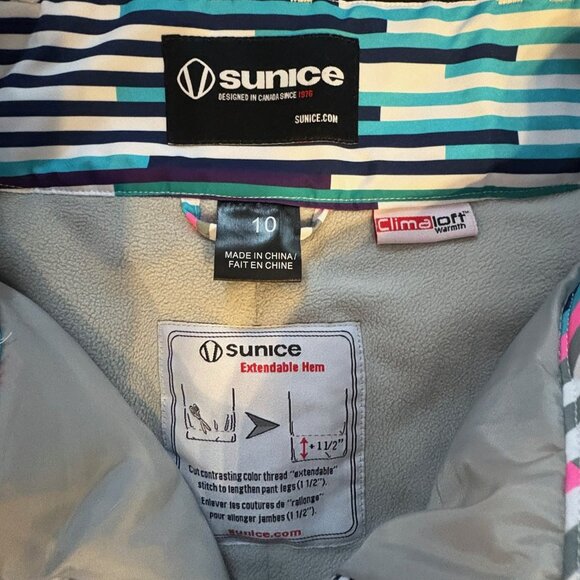 sunice
DESIGNED IN CANADA SINCE 1976
SUNICE.COM
10
MADE IN CHINA/
FAIT EN CHINE
Climaloft™
Warmth
sunice
Extendable Hem
+ 1 1/2"
Cut contrasting color thread "extendable"
stitch to lengthen pant legs (1 1/2").
Enlever les coutures de "rallonge"
pour allonger jambes (1 1/2").
sunice.com